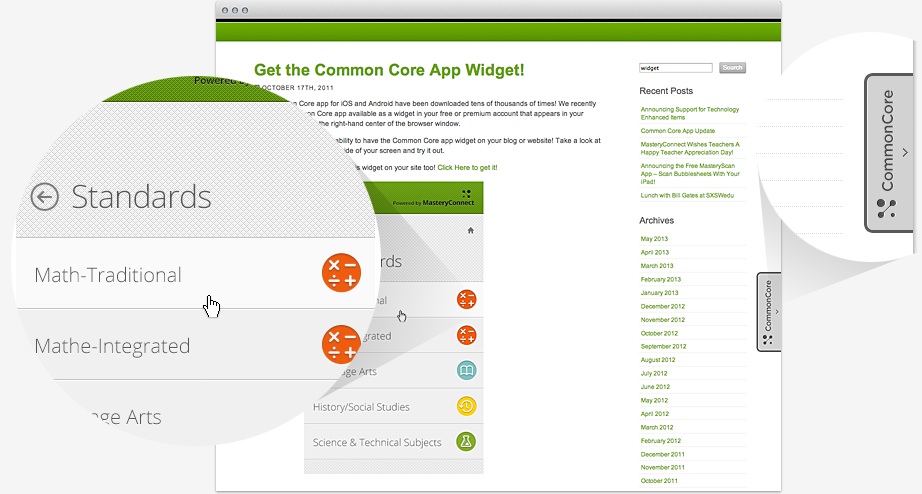 Get the Common Core App Widget!
OCTOBER 17TH, 2011
Core app for iOS and Android have been downloaded tens of thousands of times! We recently
Core app available as a widget in your free or premium account that appears in your
the right-hand center of the browser window.
ability to have the Common Core app widget on your blog or website! Take a look at
side of your screen and try it out.
widget on your site too! Click Here to get it!
Powered by MasteryConnect
History/Social Studies
Science & Technical Subjects
Powered by
Standards
Math-Traditional
Mathe-Integrated
Arts
widget
Search
Recent Posts
Announcing Support for Technology
Enhanced Items
Common Core App Update
MasteryConnect Wishes Teachers A
Happy Teacher Appreciation Day!
Announcing the Free MasteryScan
App – Scan Bubblesheets With Your
iPad!
Lunch with Bill Gates at SXSWedu
Archives
May 2013
April 2013
March 2013
February 2013
January 2013
December 2012
November 2012
October 2012
September 2012
August 2012
July 2012
June 2012
May 2012
April 2012
March 2012
February 2012
December 2011
November 2011
October 2011
CommonCore
CommonCore